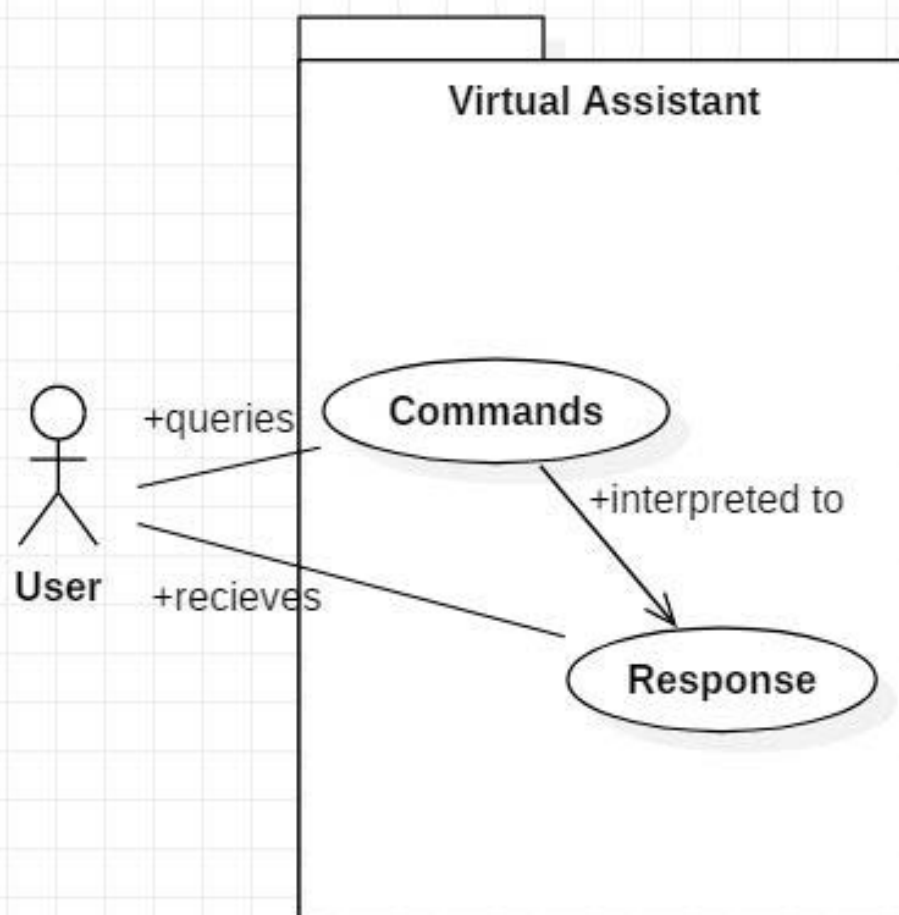 Virtual Assistant
+queries
Commands
+interpreted to
User
+recieves
Response